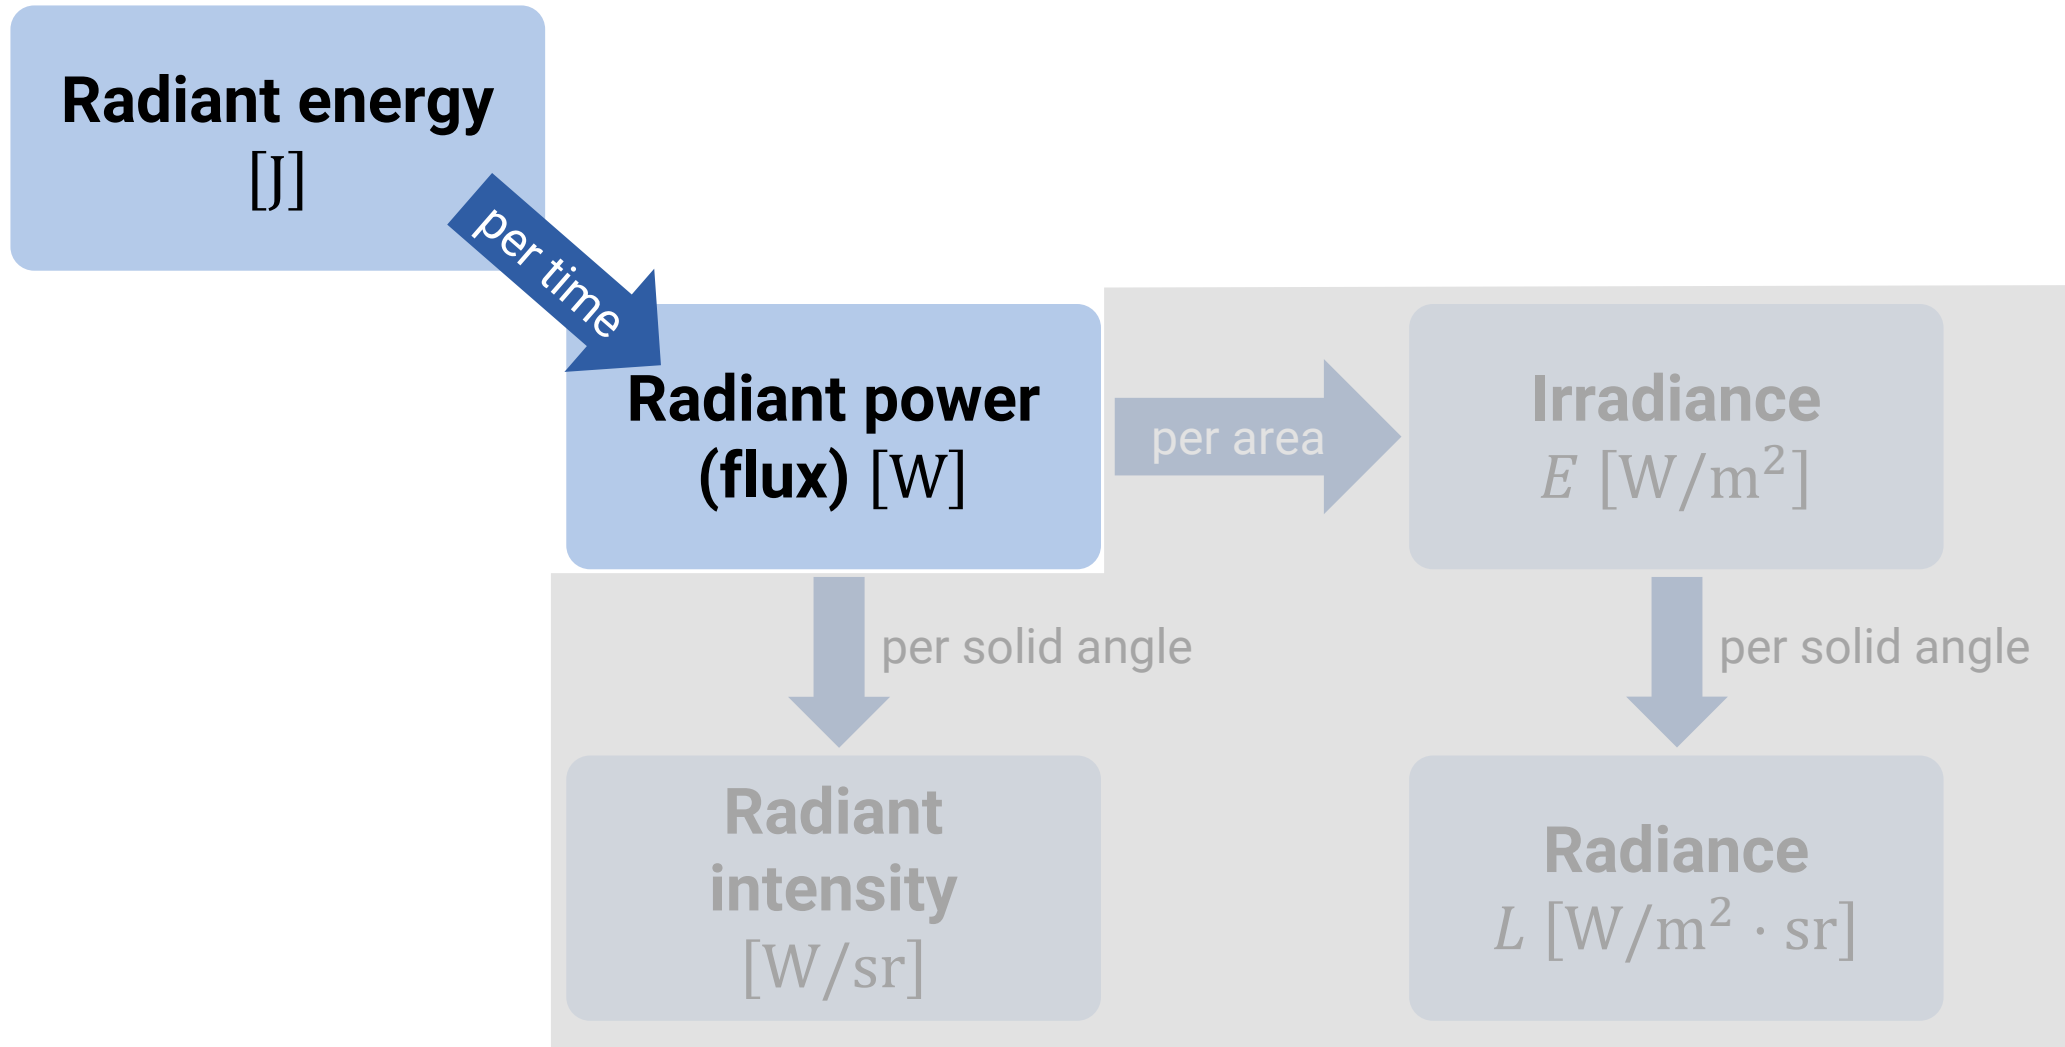 Radiant energy
[J]
per time
Radiant power
(flux) [W]
per area
Irradiance
E [W/m²]
per solid angle
per solid angle
Radiant
intensity
[W/sr]
Radiance
L [W/m² · sr]